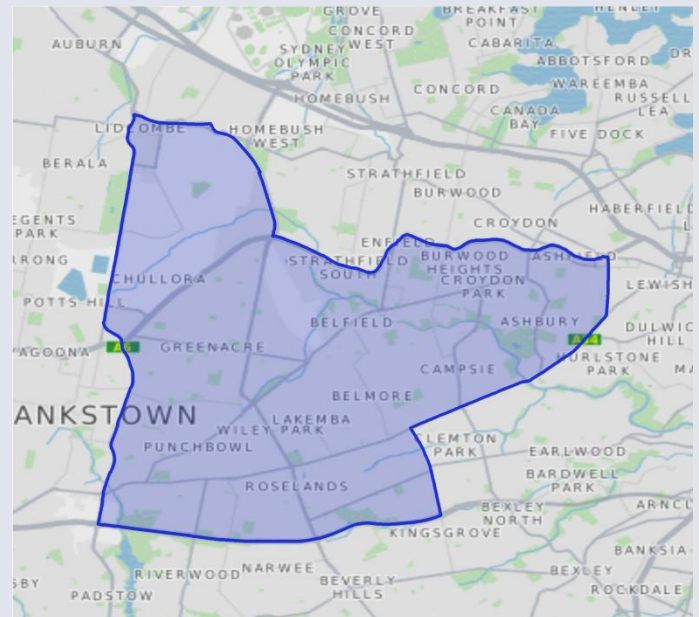 GROVE
BREAKFAST
POINT
HENLEY
AUBURN
CONCORD
WEST
SYDNEY
OLYMPIC
PARK
CABARITA
ABBOTSFORD
CONCORD
WAREEMBA
RUSSELL
LEA
HOMEBUSH
CANADA
BAY
LIDCOMBE
HOMEBUSH
WEST
FIVE DOCK
BERALA
STRATHFIELD
BURWOOD
HABERFIELD
EGENTS
PARK
CROYDON
ENFIELD
STRATHFIELD
SOUTH
BURWOOD
HEIGHTS
ASHFIELD
CROYDON
PARK
CHULLORA
LEWISH
POTTS HILL
BELFIELD
ASHBURY
DULWIC
HILL
A6
GREENACRE
AGOONA
HURLSTONE
PARK
CAMPSIE
BELMORE
ANKSTOWN
LAKEMBA
WILEY PARK
PUNCHBOWL
CLEMTON
PARK
EARLWOOD
BARDWELL
PARK
ROSELANDS
BEXLEY
NORTH
ARNCL
KINGSGROVE
BANKSIA
RIVERWOOD
NARWEE
BEXLEY
BEVERLY
HILLS
PADSTOW
ROCKDALE